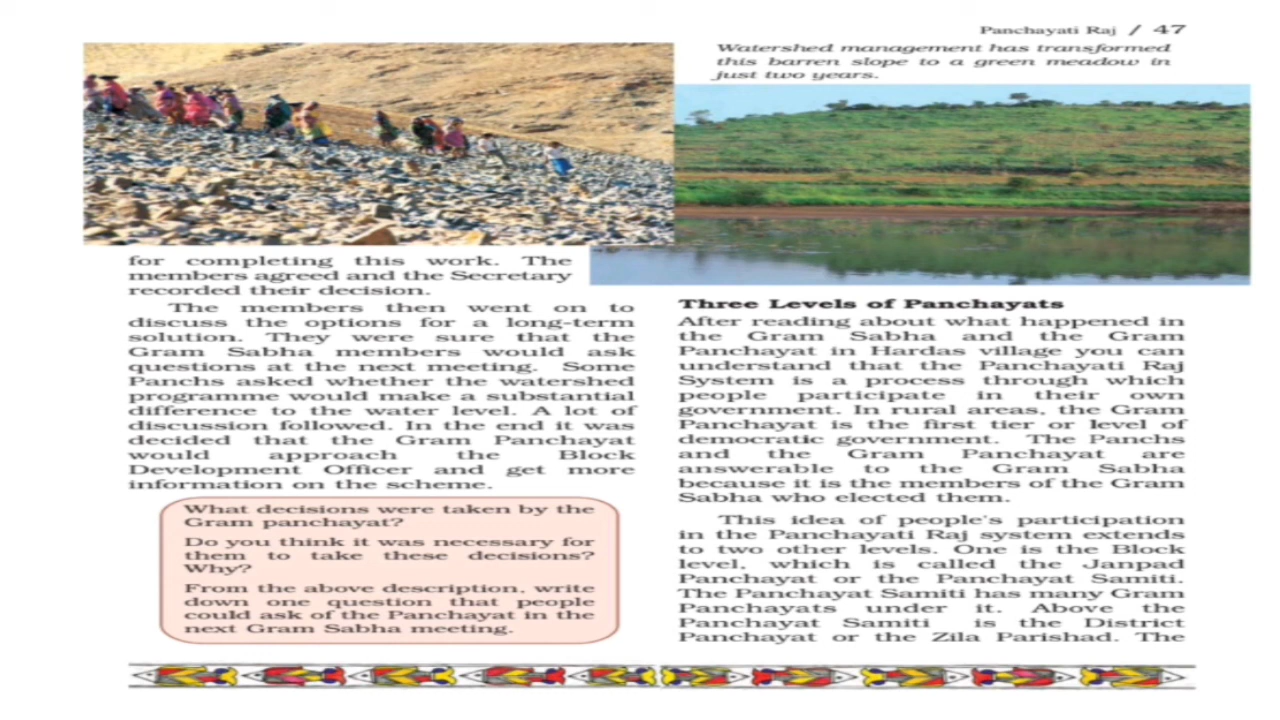 Panchayati Raj / 47
Watershed management has transformed
this barren slope to a green meadow in
just two years.
for completing this work. The
members agreed and the Secretary
recorded their decision.
The members then went on to
discuss the options for a long-term
solution. They were sure that the
Gram Sabha members would ask
questions at the next meeting. Some
Panchs asked whether the watershed
programme would make a substantial
difference to the water level. A lot of
discussion followed. In the end it was
decided that the Gram Panchayat
would approach the Block
Development Officer and get more
information on the scheme.
What decisions were taken by the
Gram panchayat?
Do you think it was necessary for
them to take these decisions?
Why?
From the above description, write
down one question that people
could ask of the Panchayat in the
next Gram Sabha meeting.
Three Levels of Panchayats
After reading about what happened in
the Gram Sabha and the Gram
Panchayat in Hardas village you can
understand that the Panchayati Raj
System is a process through which
people participate in their own
government. In rural areas, the Gram
Panchayat is the first tier or level of
democratic government. The Panchs
and the Gram Panchayat are
answerable to the Gram Sabha
because it is the members of the Gram
Sabha who elected them.
This idea of people's participation
in the Panchayati Raj system extends
to two other levels. One is the Block
level, which is called the Janpad
Panchayat or the Panchayat Samiti.
The Panchayat Samiti has many Gram
Panchayats under it. Above the
Panchayat Samiti is the District
Panchayat or the Zila Parishad. The